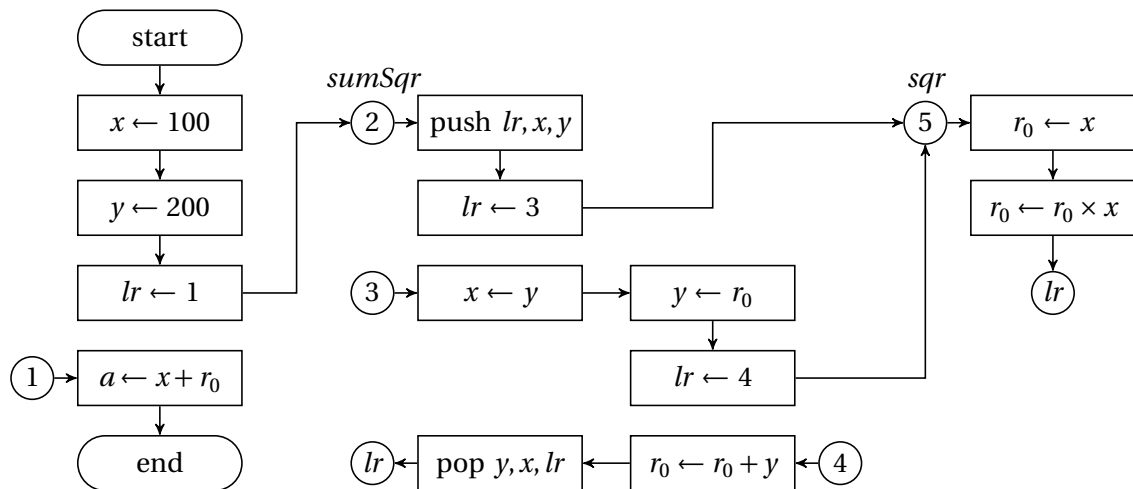 start
x ← 100
y ← 200
lr ← 1
1
a ← x + r₀
end
sumSqr
2
push lr, x, y
lr ← 3
3
x ← y
y ← r₀
lr ← 4
4
r₀ ← r₀ + y
pop y, x, lr
lr
sqr
5
r₀ ← x
r₀ ← r₀ × x
lr